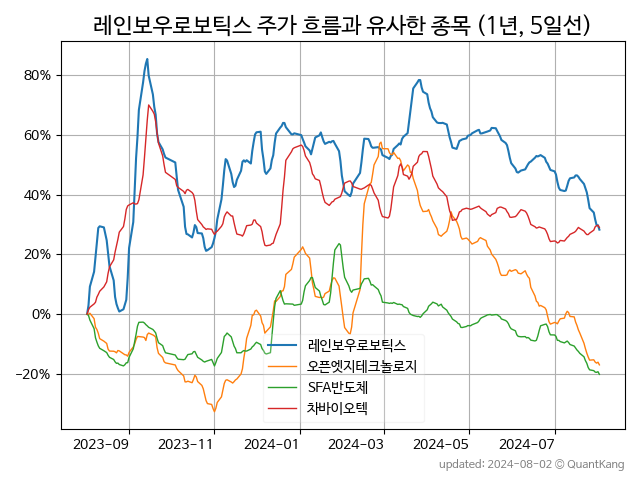 레인보우로보틱스 주가 흐름과 유사한 종목 (1년, 5일선)
80%
60%
40%
20%
0%
−20%
레인보우로보틱스
오픈엣지테크놀로지
SFA반도체
차바이오텍
2023-09 2023-11 2024-01 2024-03 2024-05 2024-07
updated: 2024-08-02 © QuantKang